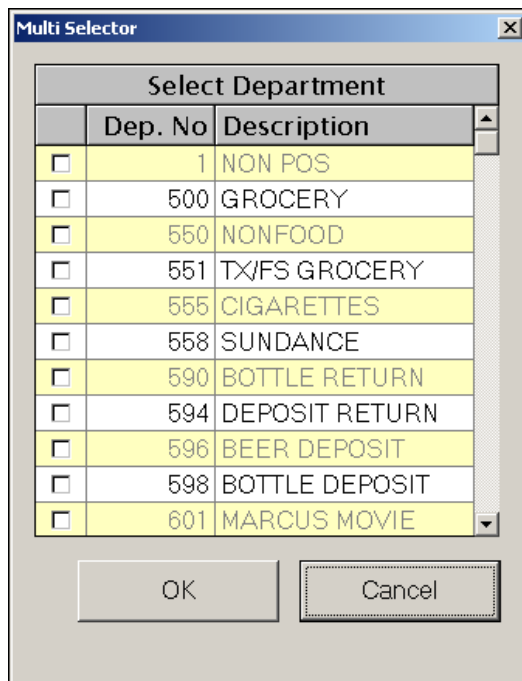 Multi Selector
Select Department
Dep. No Description
1 NON POS
500 GROCERY
550 NONFOOD
551 TX/FS GROCERY
555 CIGARETTES
558 SUNDANCE
590 BOTTLE RETURN
594 DEPOSIT RETURN
596 BEER DEPOSIT
598 BOTTLE DEPOSIT
601 MARCUS MOVIE
OK Cancel